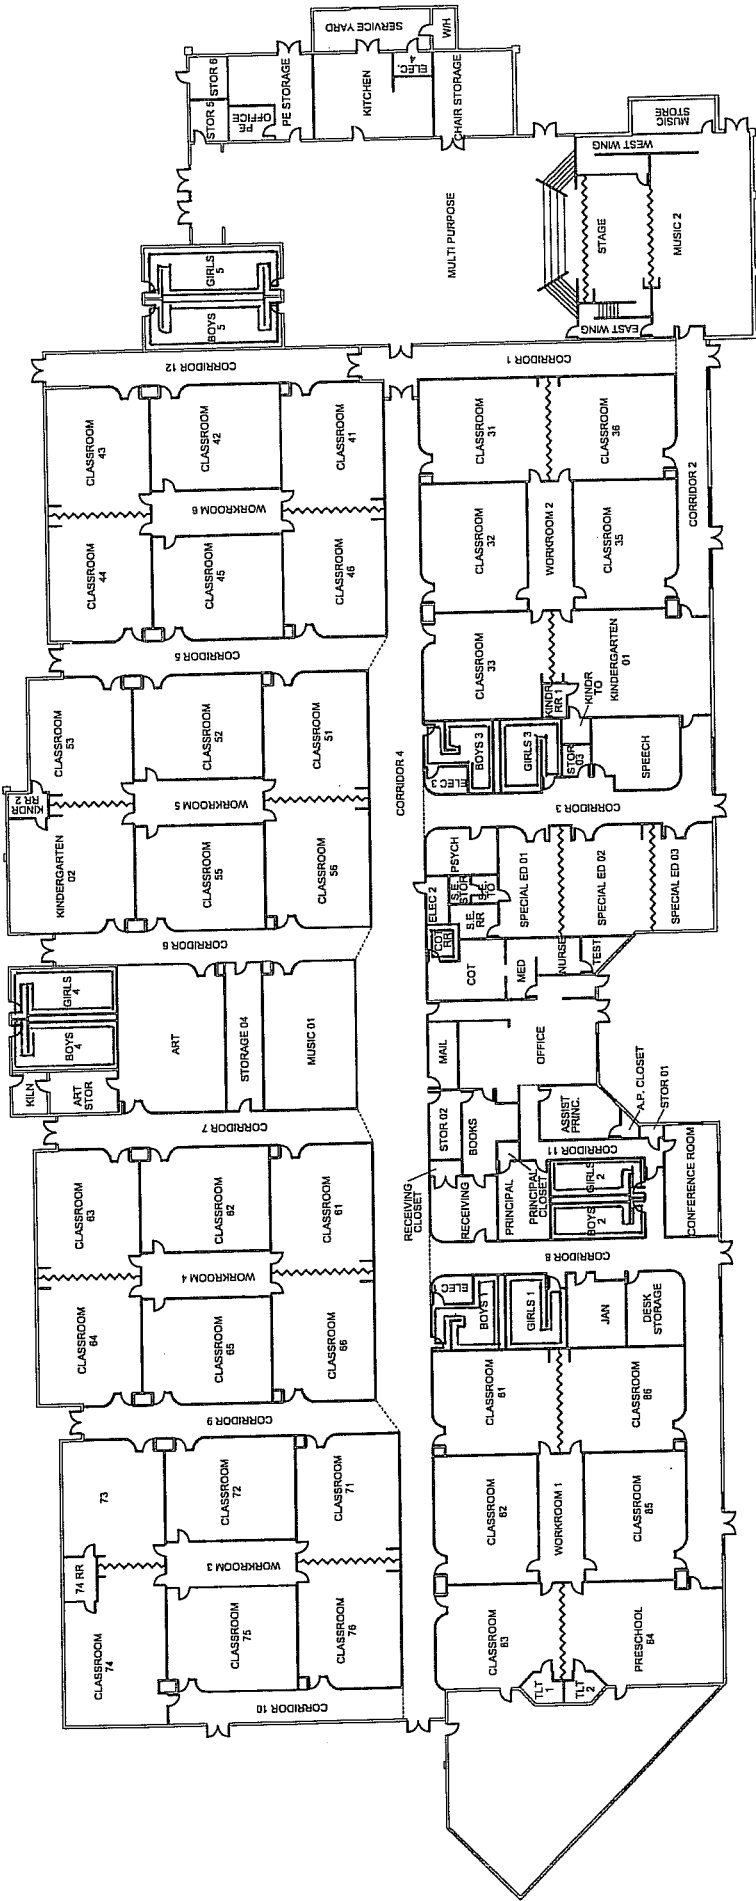 SERVICE YARD
W/H
STOR 6
STOR 5
PE
OFFICE
PE STORAGE
KITCHEN
ELEC.
4
CHAIR STORAGE
MUSIC
STORE
WEST WING
MULTI PURPOSE
STAGE
MUSIC 2
EAST WING
GIRLS
5
BOYS
5
CORRIDOR 12
CORRIDOR 1
CLASSROOM
43
CLASSROOM
42
CLASSROOM
41
WORKROOM 6
CLASSROOM
44
CLASSROOM
45
CLASSROOM
46
CLASSROOM
31
CLASSROOM
36
CLASSROOM
32
WORKROOM 2
CLASSROOM
35
CORRIDOR 2
CLASSROOM
33
KINDR
RR 1
KINDERGARTEN
01
KINDR
TO
CORRIDOR 5
CLASSROOM
53
CLASSROOM
52
CLASSROOM
51
KINDR
RR 2
WORKROOM 5
KINDERGARTEN
02
CLASSROOM
55
CLASSROOM
56
CORRIDOR 4
ELEC 3
BOYS 3
GIRLS 3
STOR
03
SPEECH
CORRIDOR 3
PSYCH
ELEC 2
S.E.
STOR
S.E.
TO
S.E.
RR
COT
RR
SPECIAL ED 01
SPECIAL ED 02
SPECIAL ED 03
CORRIDOR 6
COT
MED
NURSE
TEST
GIRLS
4
BOYS
4
KILN
ART
STOR
ART
STORAGE 04
MUSIC 01
MAIL
OFFICE
STOR 02
BOOKS
ASSIST
PRINC.
A.P. CLOSET
STOR 01
CORRIDOR 7
CORRIDOR 11
RECEIVING
CLOSET
RECEIVING
PRINCIPAL
PRINCIPAL
CLOSET
GIRLS
2
BOYS
2
CONFERENCE ROOM
CLASSROOM
63
CLASSROOM
62
CLASSROOM
61
WORKROOM 4
CLASSROOM
64
CLASSROOM
65
CLASSROOM
66
CORRIDOR 8
ELEC
1
BOYS 1
GIRLS 1
JAN
DESK
STORAGE
CORRIDOR 9
CLASSROOM
81
CLASSROOM
86
73
CLASSROOM
72
CLASSROOM
71
74 RR
WORKROOM 3
CLASSROOM
82
WORKROOM 1
CLASSROOM
85
CLASSROOM
74
CLASSROOM
75
CLASSROOM
76
CLASSROOM
83
PRESCHOOL
84
TLT
1
TLT
2
CORRIDOR 10